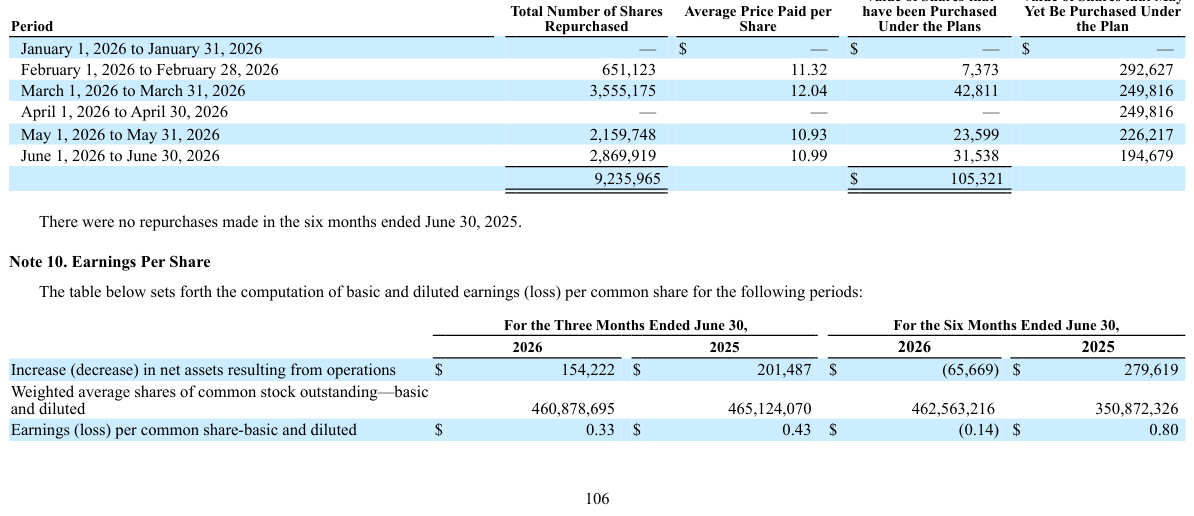 Period Total Number of Shares Repurchased Average Price Paid per Share have been Purchased Under the Plans Yet Be Purchased Under the Plan
January 1, 2026 to January 31, 2026 — $ — $ — $ —
February 1, 2026 to February 28, 2026 651,123 11.32 7,373 292,627
March 1, 2026 to March 31, 2026 3,555,175 12.04 42,811 249,816
April 1, 2026 to April 30, 2026 — — — 249,816
May 1, 2026 to May 31, 2026 2,159,748 10.93 23,599 226,217
June 1, 2026 to June 30, 2026 2,869,919 10.99 31,538 194,679
9,235,965 $ 105,321
There were no repurchases made in the six months ended June 30, 2025.
Note 10. Earnings Per Share
The table below sets forth the computation of basic and diluted earnings (loss) per common share for the following periods:
For the Three Months Ended June 30, For the Six Months Ended June 30,
2026 2025 2026 2025
Increase (decrease) in net assets resulting from operations $ 154,222 $ 201,487 $ (65,669) $ 279,619
Weighted average shares of common stock outstanding—basic
and diluted 460,878,695 465,124,070 462,563,216 350,872,326
Earnings (loss) per common share-basic and diluted $ 0.33 $ 0.43 $ (0.14) $ 0.80
106